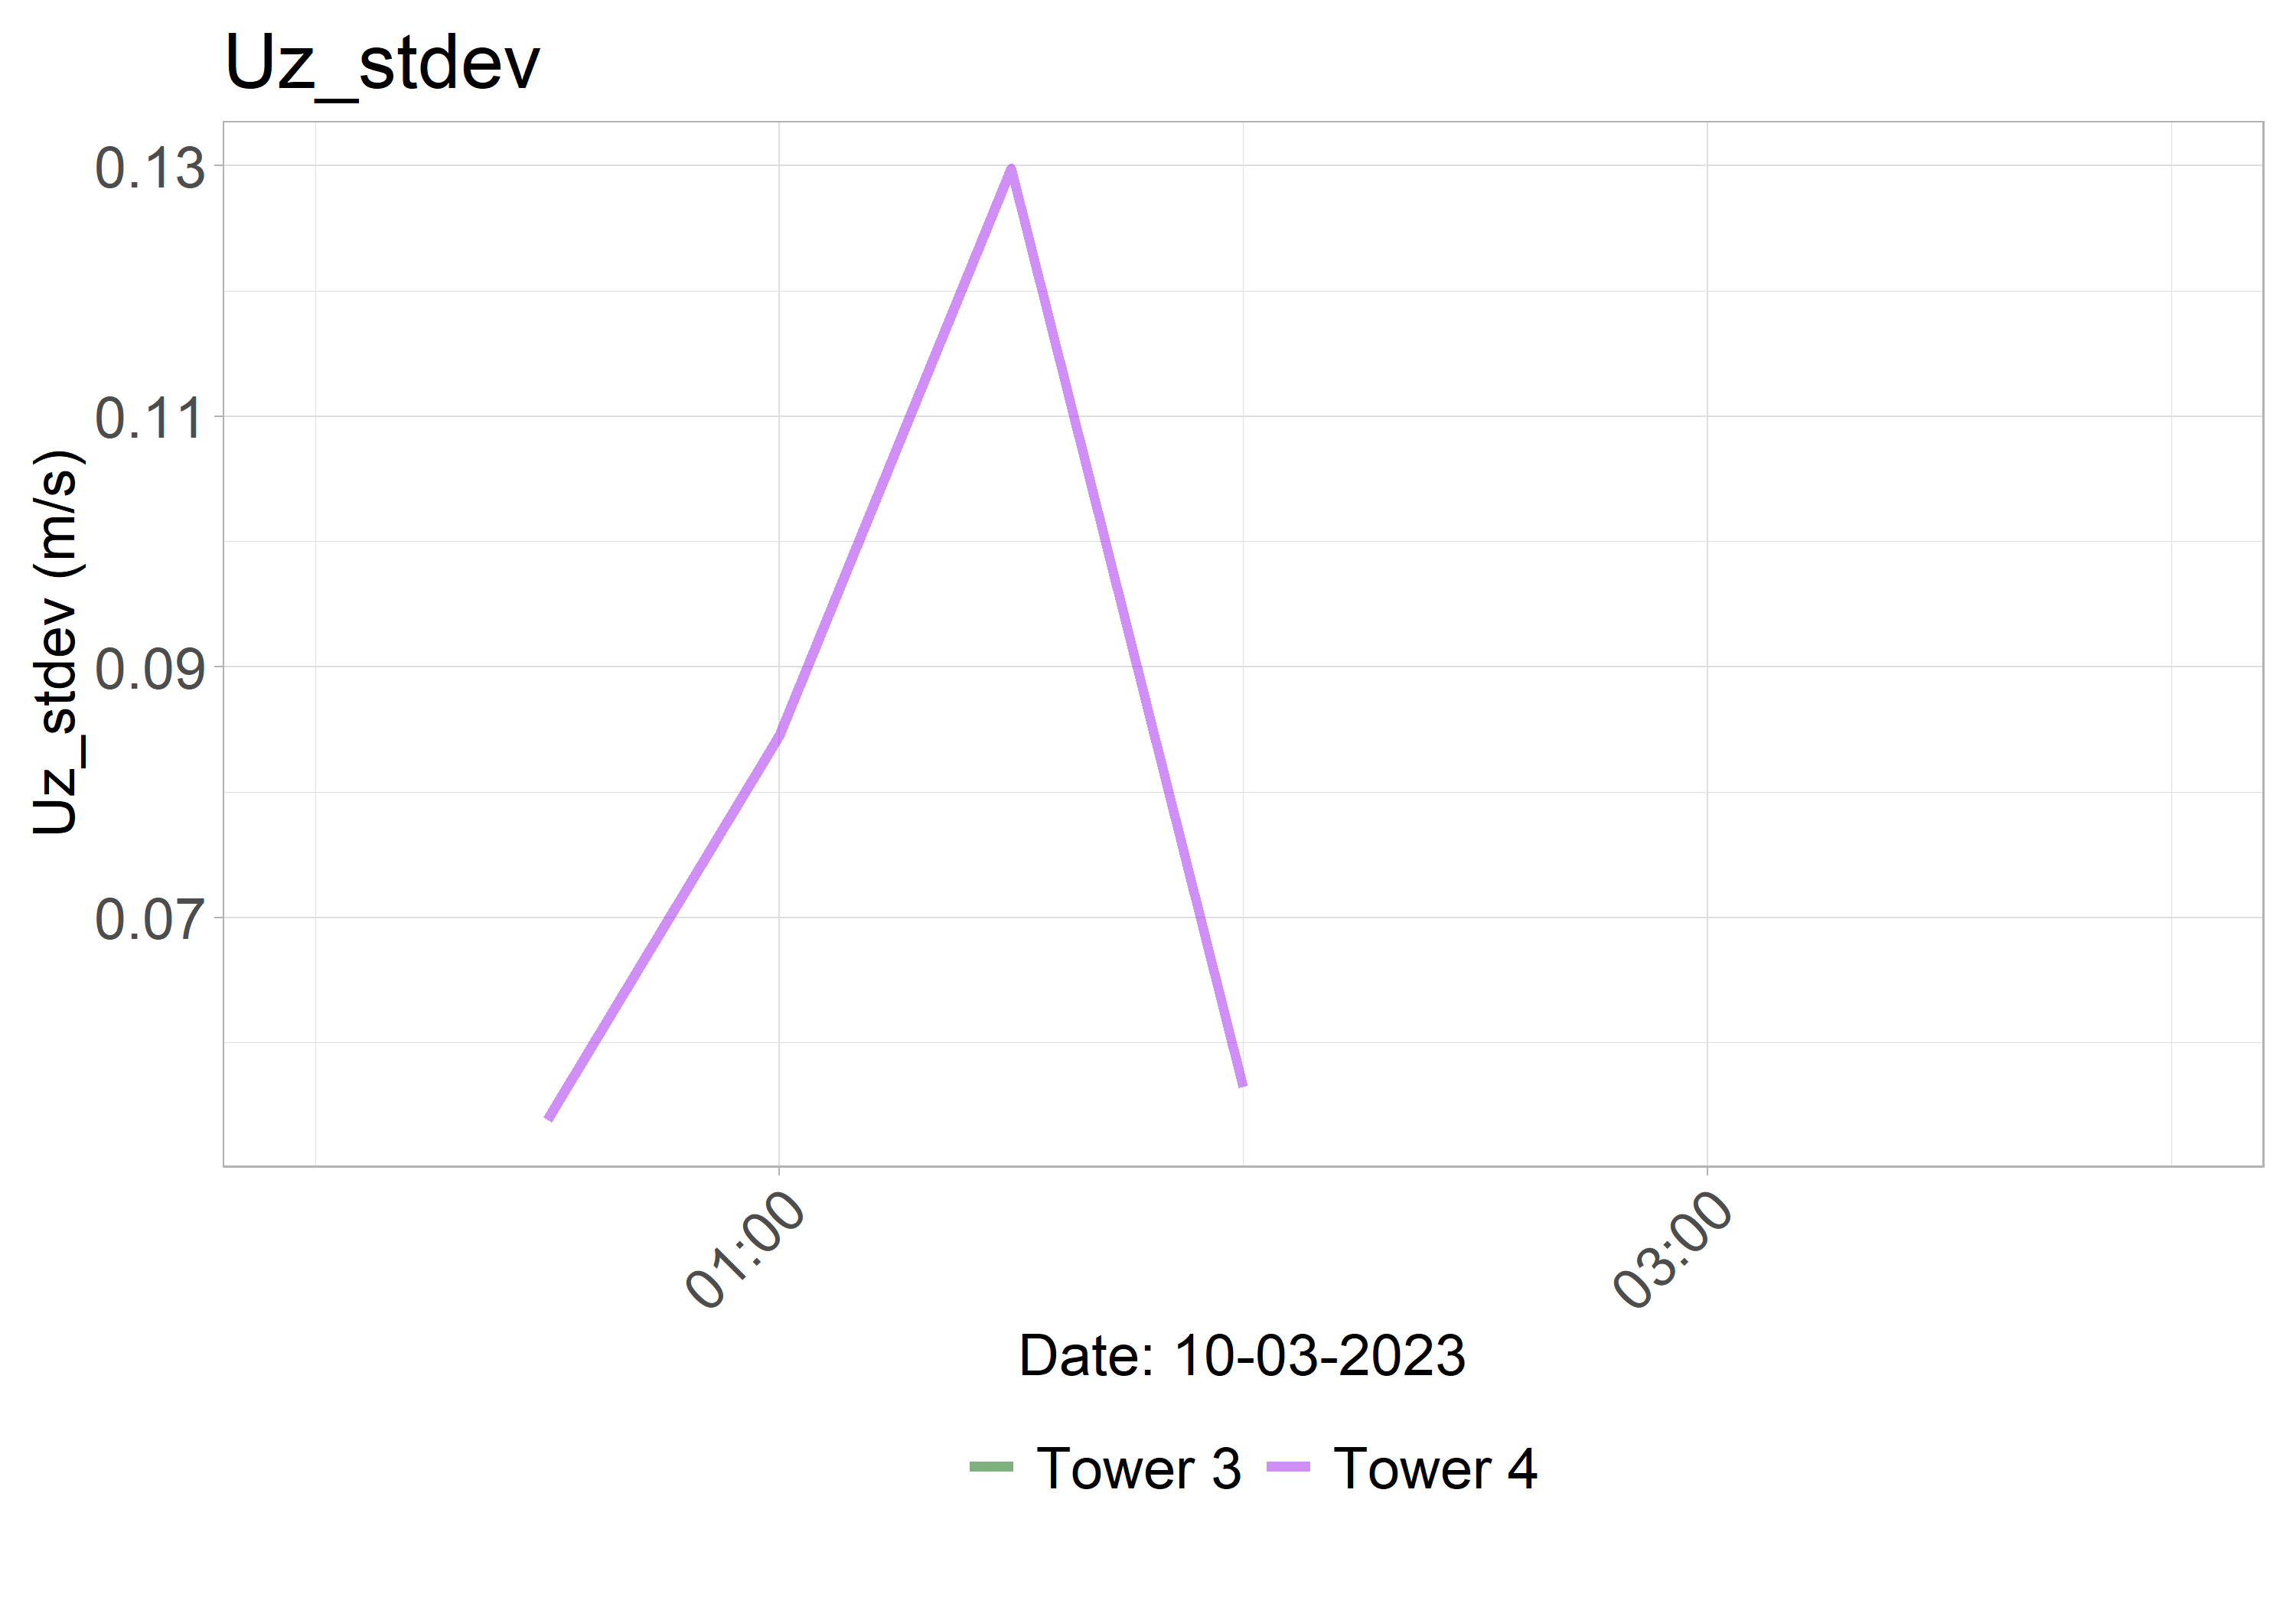 Uz_stdev
0.13
0.11
0.09
0.07
Uz_stdev (m/s)
01:00
03:00
Date: 10-03-2023
Tower 3
Tower 4